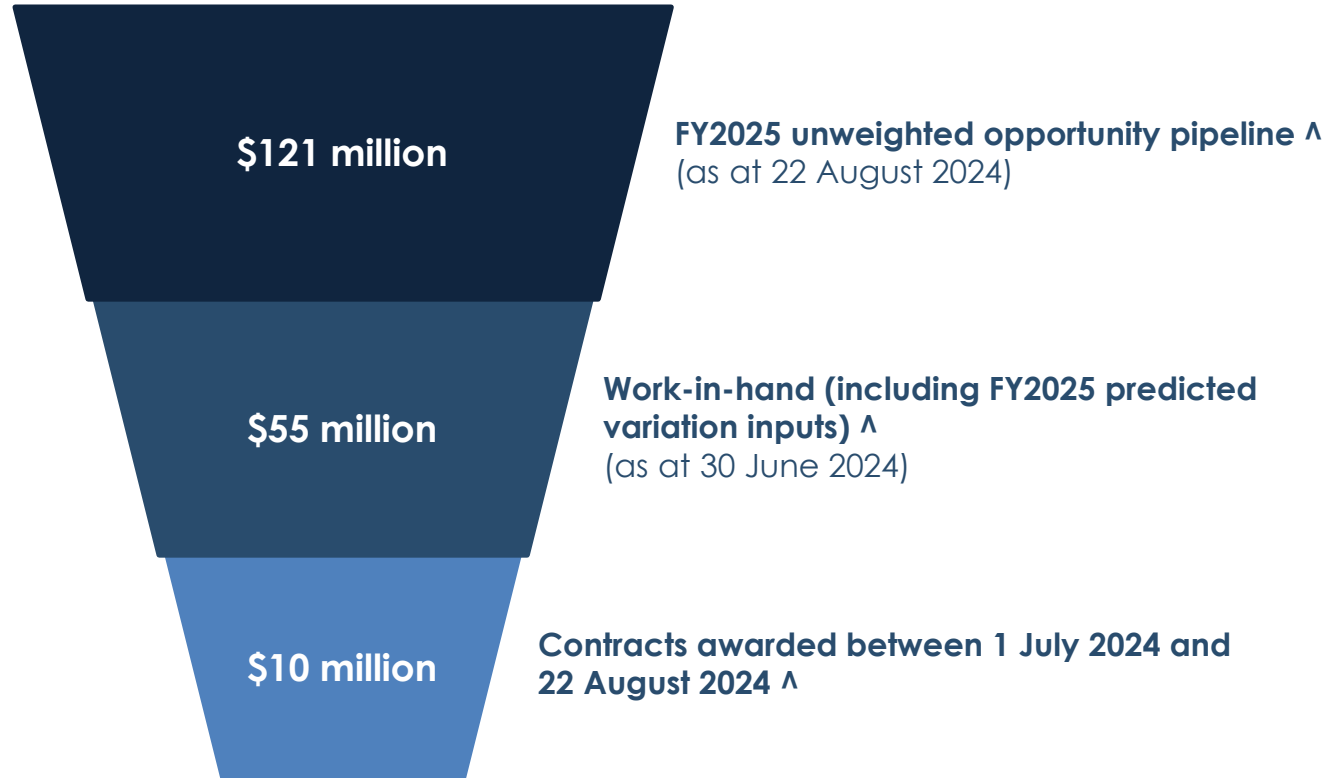 $121 million
FY2025 unweighted opportunity pipeline ^
(as at 22 August 2024)
$55 million
Work-in-hand (including FY2025 predicted
variation inputs) ^
(as at 30 June 2024)
$10 million
Contracts awarded between 1 July 2024 and
22 August 2024 ^